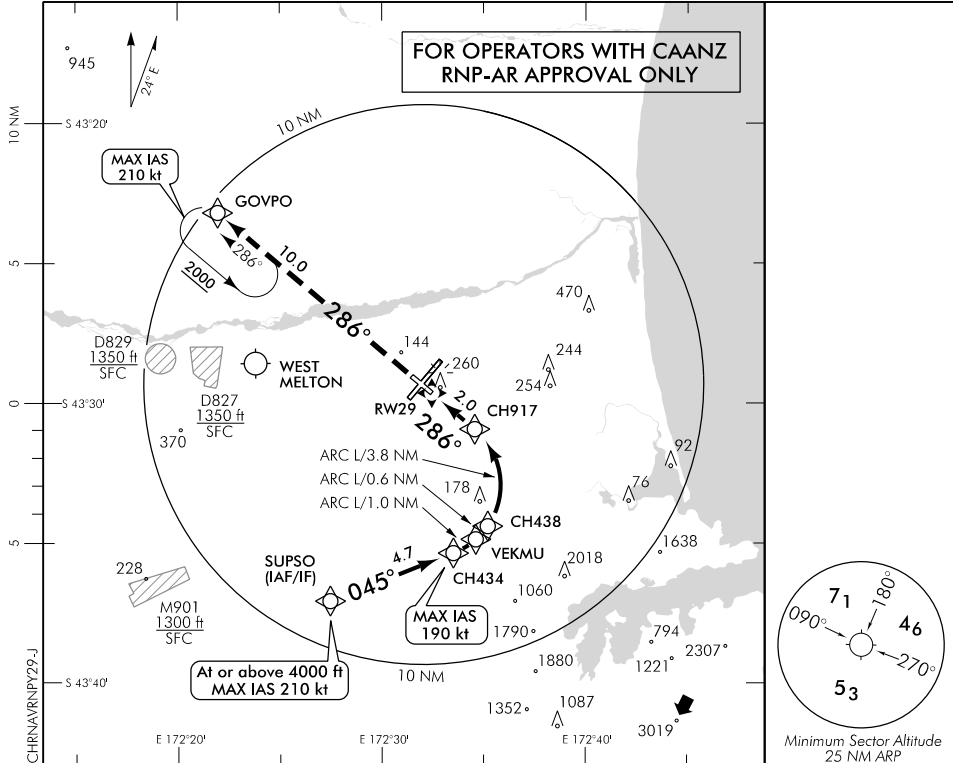 FOR OPERATORS WITH CAANZ
RNP-AR APPROVAL ONLY
945
24° E
10 NM
S 43°20'
10 NM
MAX IAS
210 kt
GOVPO
286°
10.0
2000
5
286°
470
D829
1350 ft
SFC
144
WEST
MELTON
260
244
254
D827
1350 ft
SFC
RW29
2.0
CH917
0
S 43°30'
286°
370
92
ARC L/3.8 NM
ARC L/0.6 NM
ARC L/1.0 NM
178
76
CH438
5
VEKMU
1638
SUPSO
(IAF/IF)
045°
4.7
CH434
2018
228
M901
1300 ft
SFC
1060
MAX IAS
190 kt
1790
794
2307
1221
At or above 4000 ft
MAX IAS 210 kt
10 NM
1880
S 43°40'
1352
1087
3019
E 172°20'
E 172°30'
E 172°40'
CHRNAVRNPY29-J
71
180°
090°
46
270°
53
Minimum Sector Altitude
25 NM ARP